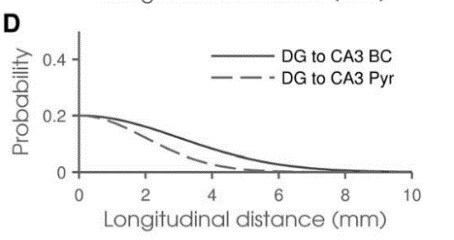 D
Probability
0.4
0.2
0
DG to CA3 BC
DG to CA3 Pyr
0 2 4 6 8 10
Longitudinal distance (mm)